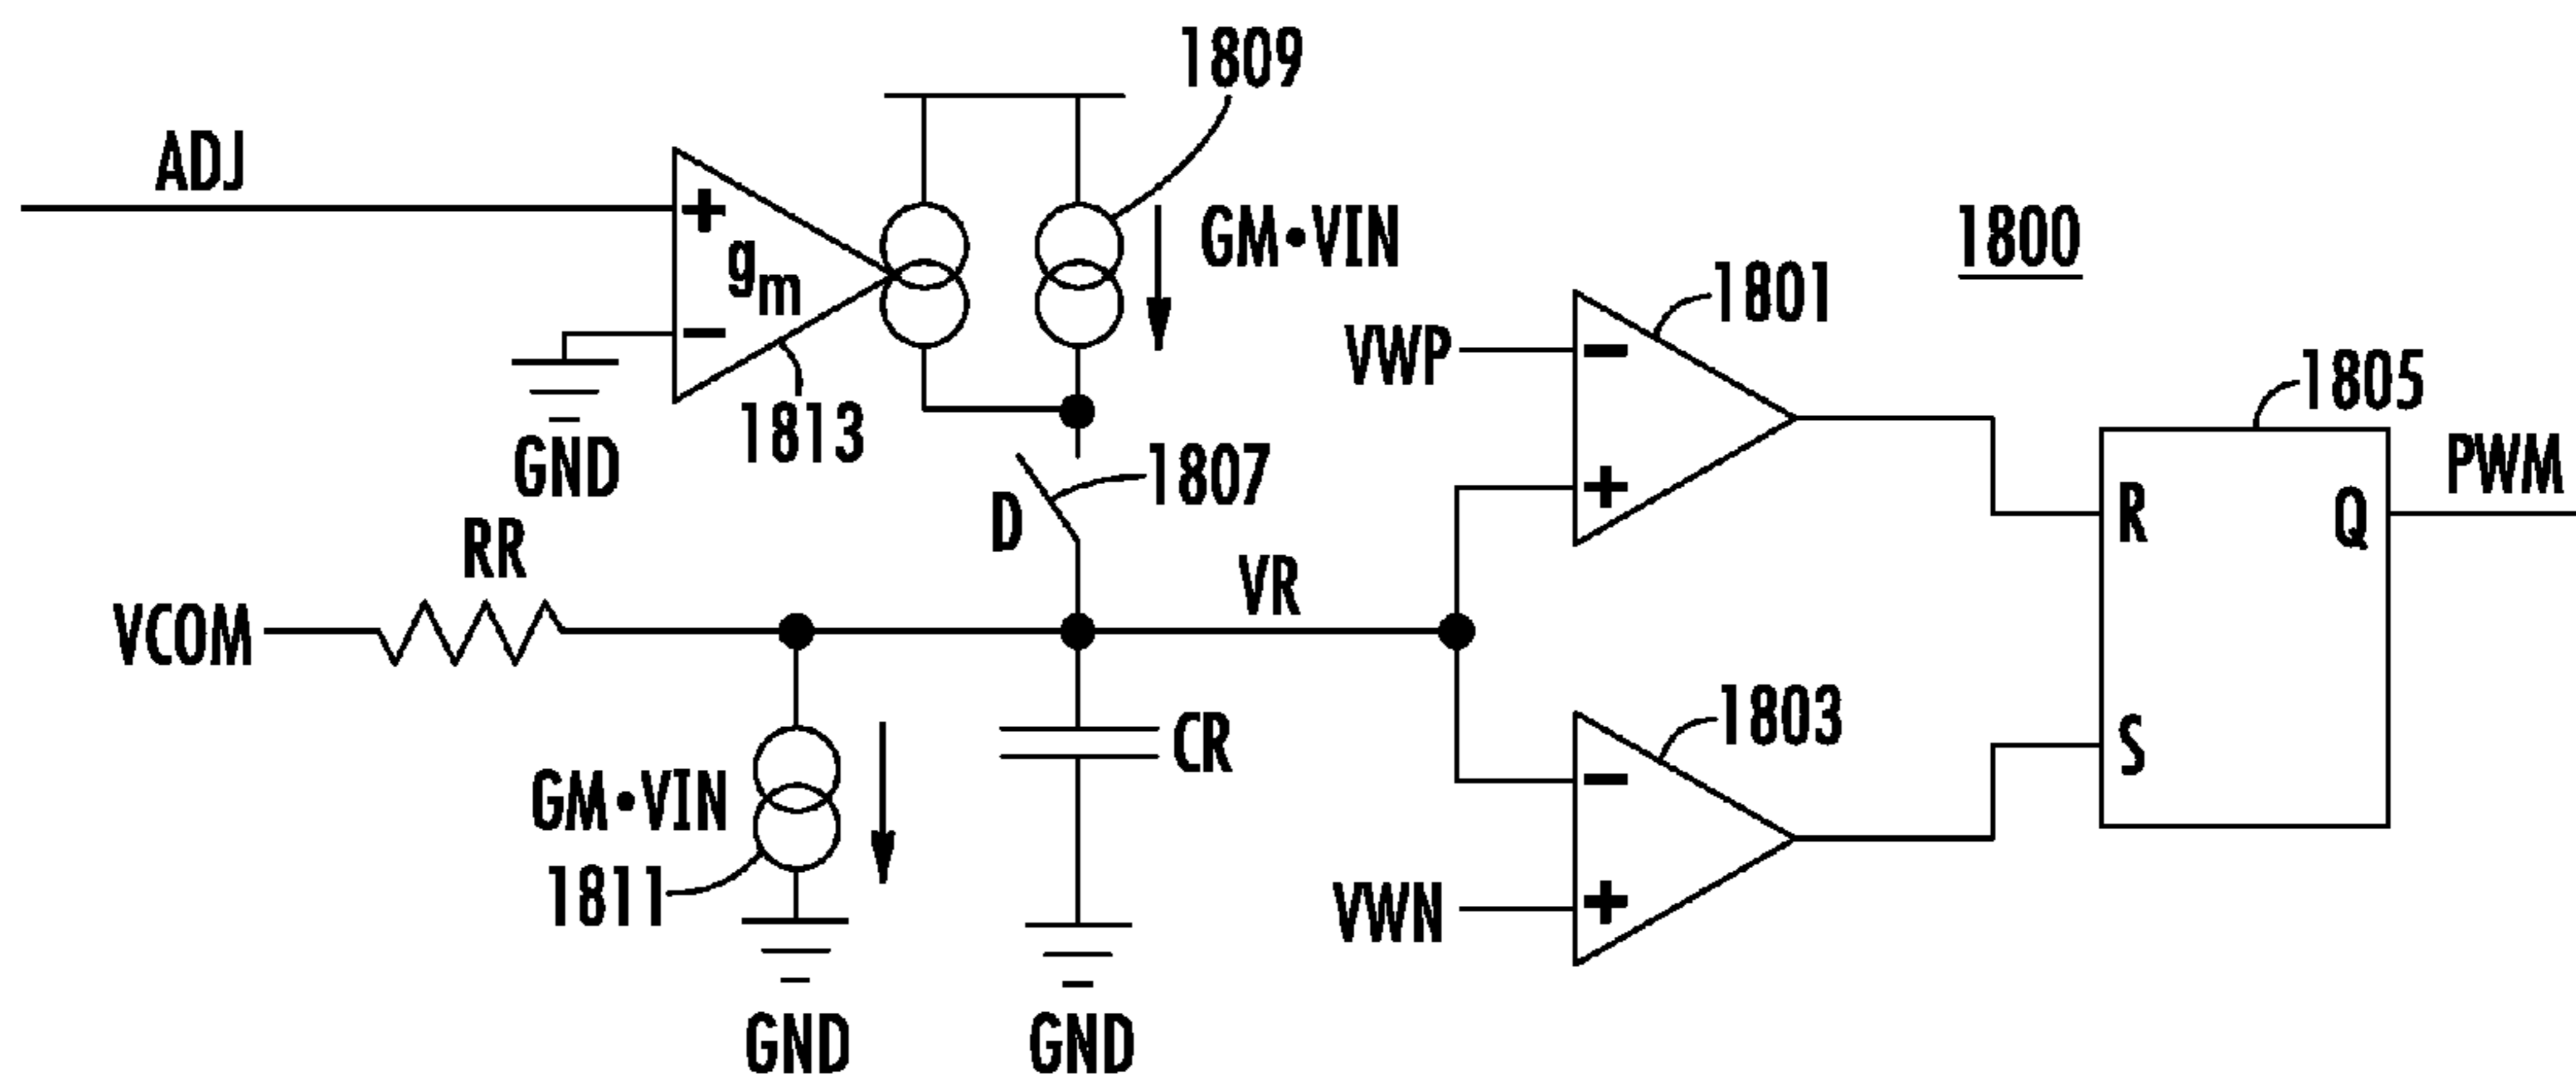 1809
ADJ
+
gm
−
GM•VIN
1800
1801
VWP
−
+
1805
1813
GND
1807
D
R
Q
PWM
RR
VR
VCOM
CR
1803
S
GM•VIN
−
1811
VWN
+
GND
GND